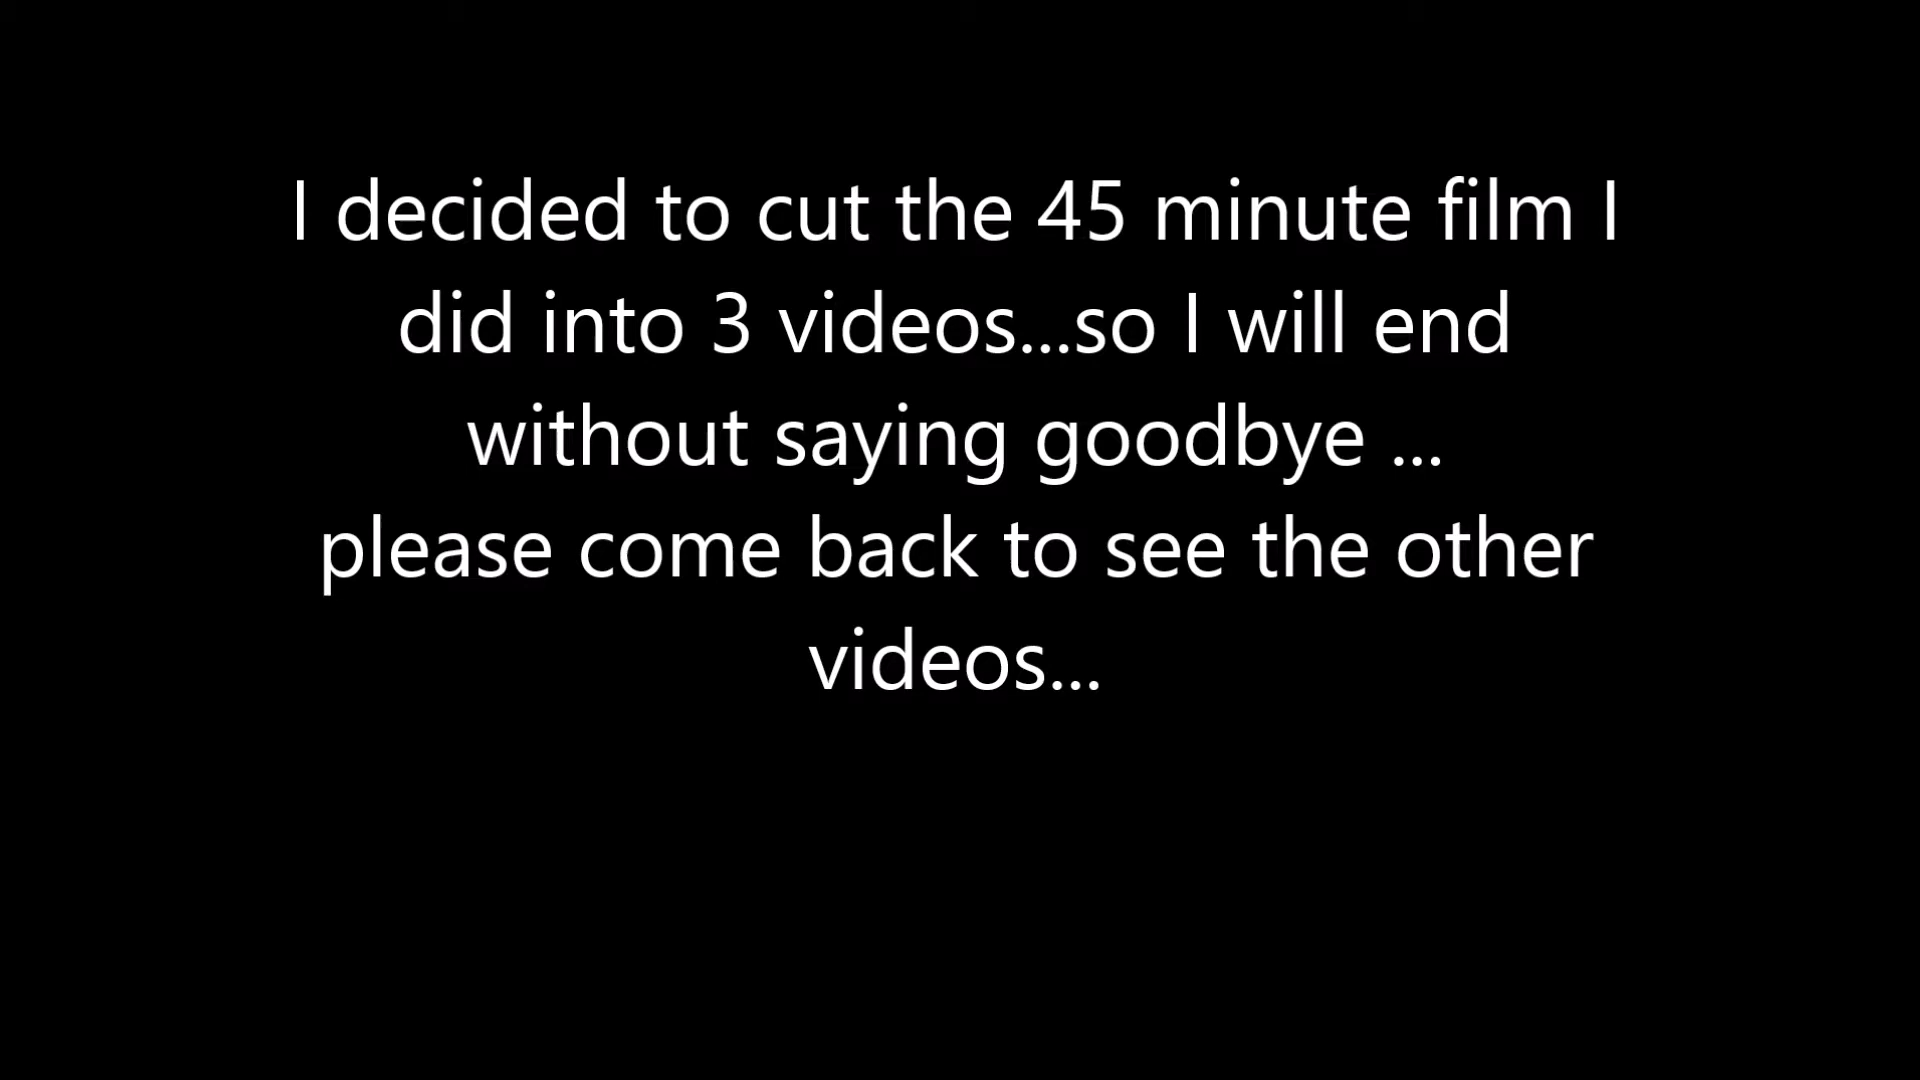 I decided to cut the 45 minute film I
did into 3 videos...so I will end
without saying goodbye ...
please come back to see the other
videos...